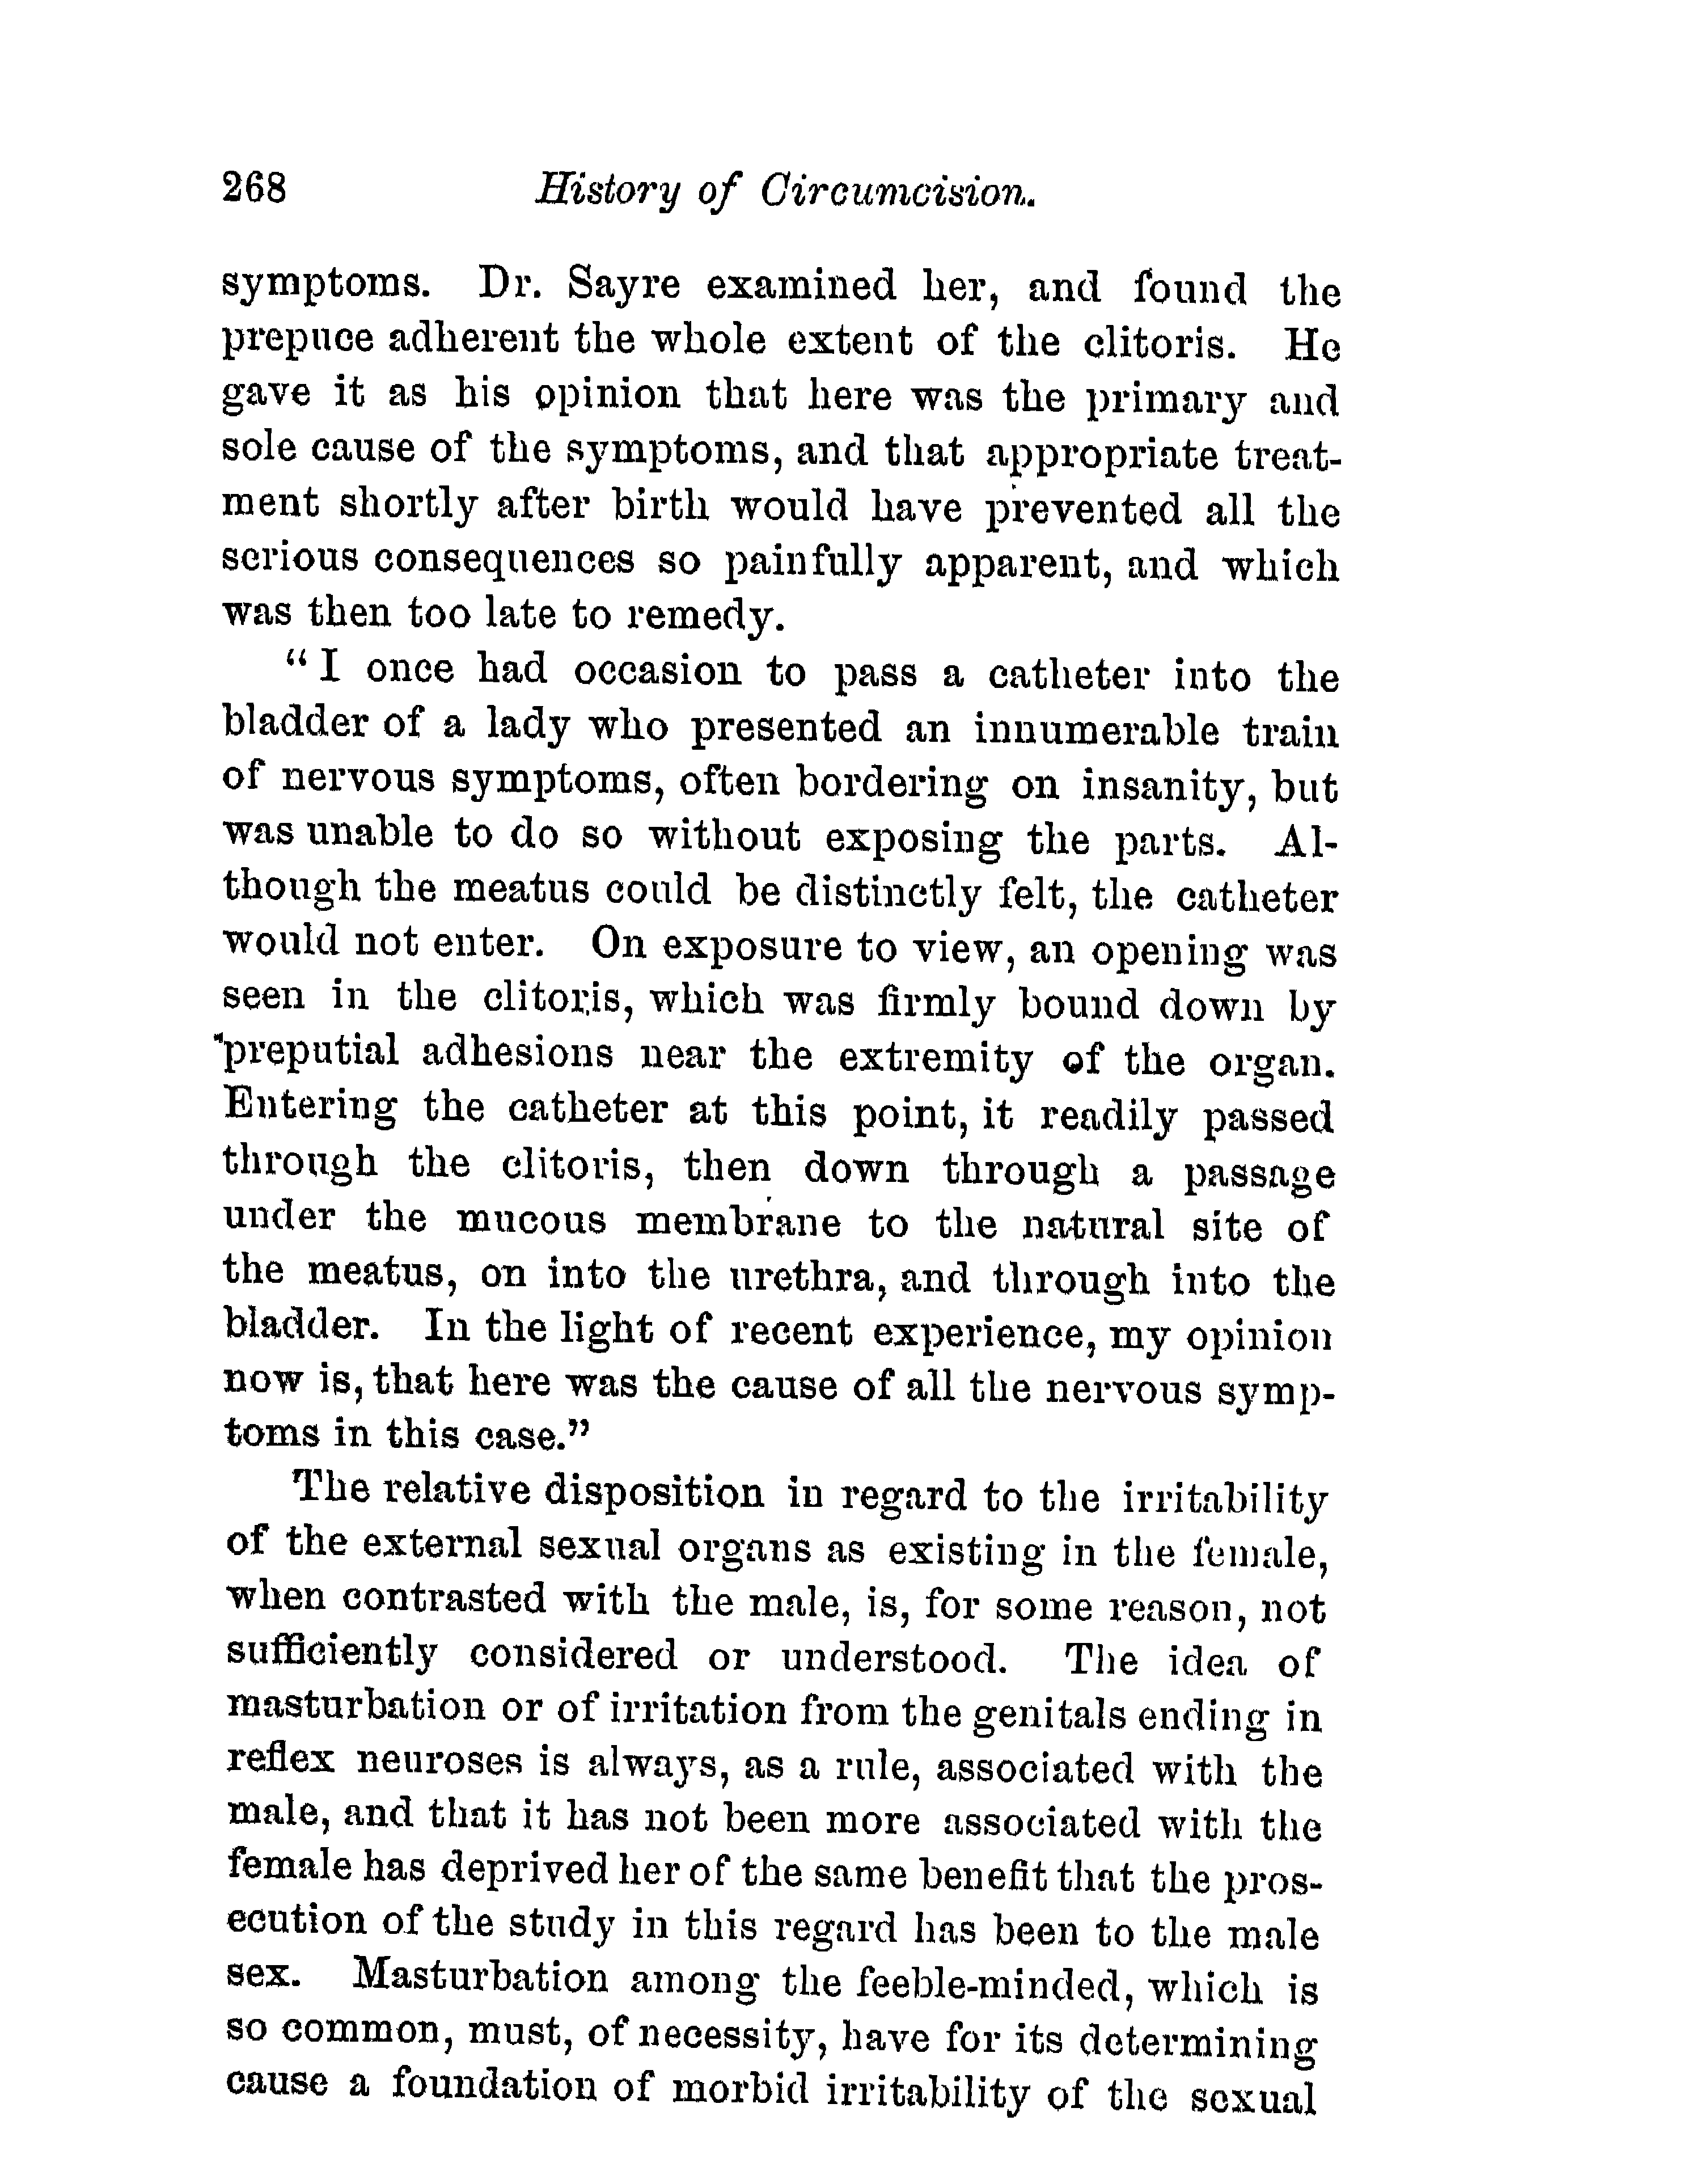 268 History of Circumcision.
symptoms. Dr. Sayre examined her, and found the
prepuce adherent the whole extent of the clitoris. He
gave it as his opinion that here was the primary and
sole cause of the symptoms, and that appropriate treat-
ment shortly after birth would have prevented all the
serious consequences so painfully apparent, and which
was then too late to remedy.
“I once had occasion to pass a catheter into the
bladder of a lady who presented an innumerable train
of nervous symptoms, often bordering on insanity, but
was unable to do so without exposing the parts. Al-
though the meatus could be distinctly felt, the catheter
would not enter. On exposure to view, an opening was
seen in the clitoris, which was firmly bound down by
preputial adhesions near the extremity of the organ.
Entering the catheter at this point, it readily passed
through the clitoris, then down through a passage
under the mucous membrane to the natural site of
the meatus, on into the urethra, and through into the
bladder. In the light of recent experience, my opinion
now is, that here was the cause of all the nervous symp-
toms in this case.”
The relative disposition in regard to the irritability
of the external sexual organs as existing in the female,
when contrasted with the male, is, for some reason, not
sufficiently considered or understood. The idea of
masturbation or of irritation from the genitals ending in
reflex neuroses is always, as a rule, associated with the
male, and that it has not been more associated with the
female has deprived her of the same benefit that the pros-
ecution of the study in this regard has been to the male
sex. Masturbation among the feeble-minded, which is
so common, must, of necessity, have for its determining
cause a foundation of morbid irritability of the sexual